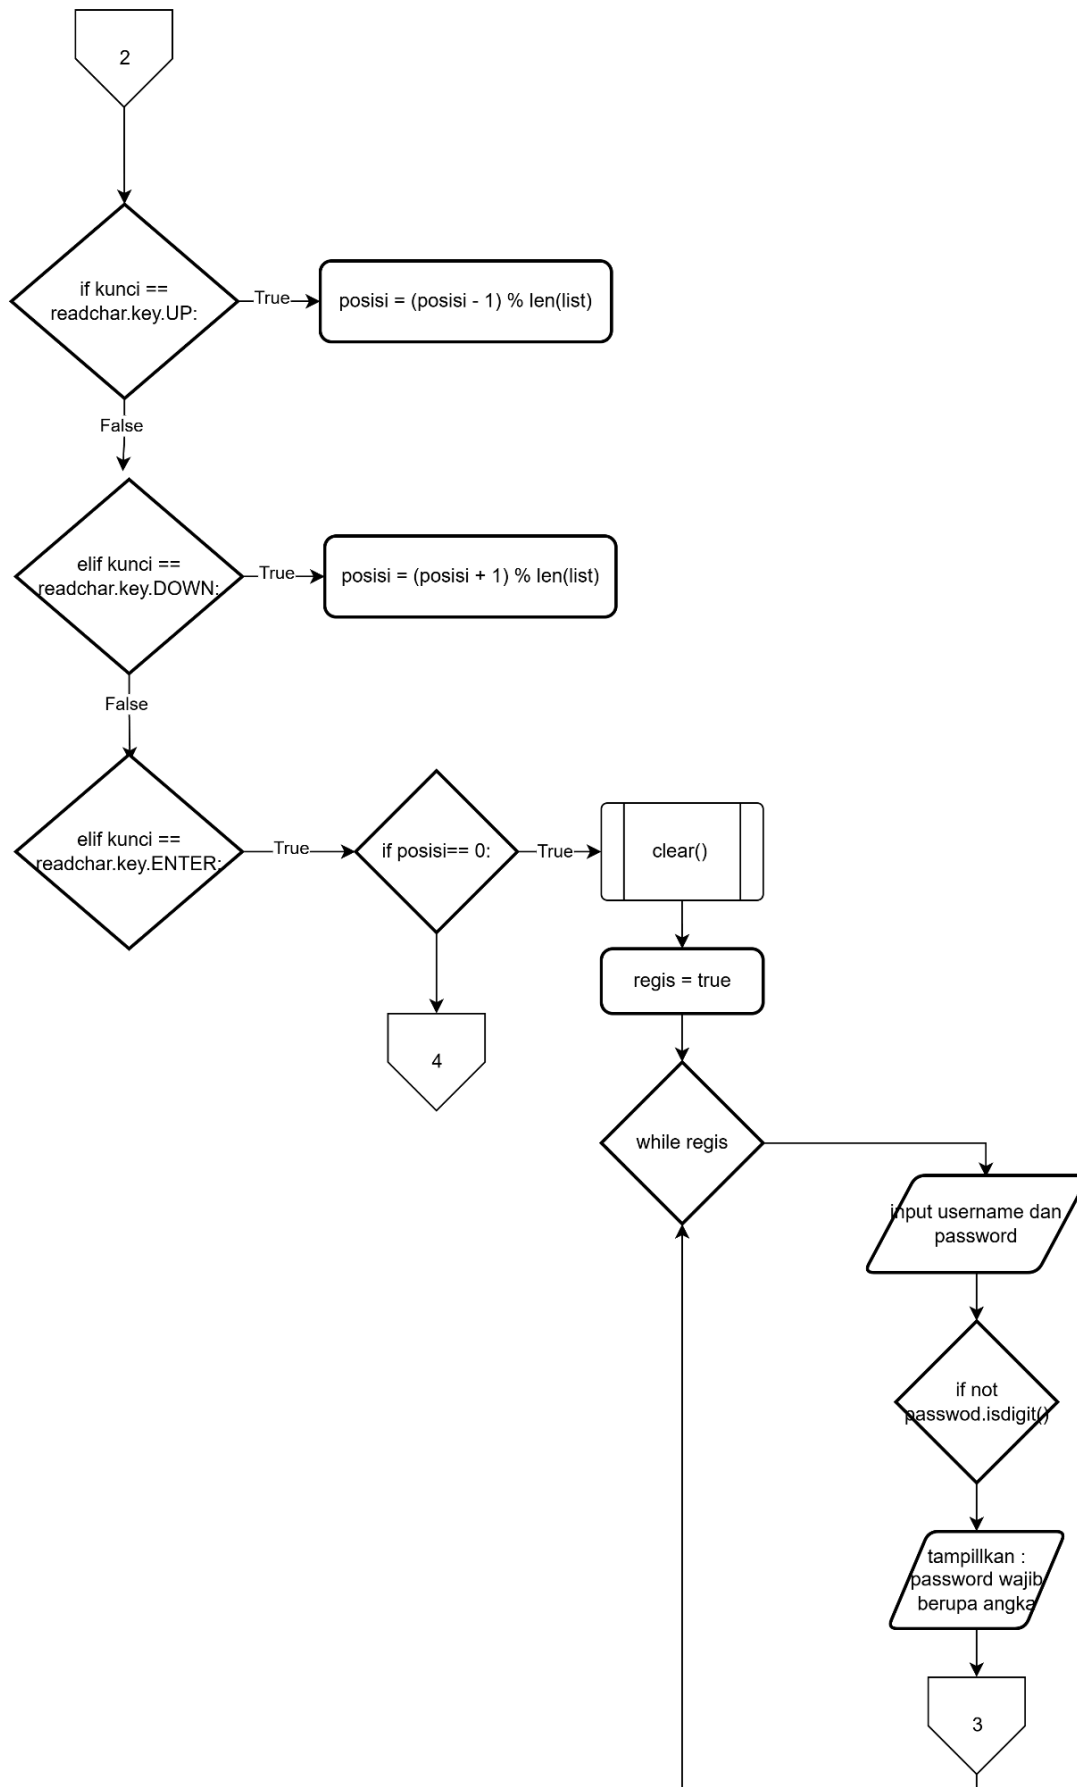 2
if kunci ==
readchar.key.UP:
True
posisi = (posisi - 1) % len(list)
False
elif kunci ==
readchar.key.DOWN:
True
posisi = (posisi + 1) % len(list)
False
elif kunci ==
readchar.key.ENTER:
True
if posisi== 0:
True
clear()
regis = true
4
while regis
input username dan
password
if not
passwod.isdigit()
tampillkan :
password wajib
berupa angka
3